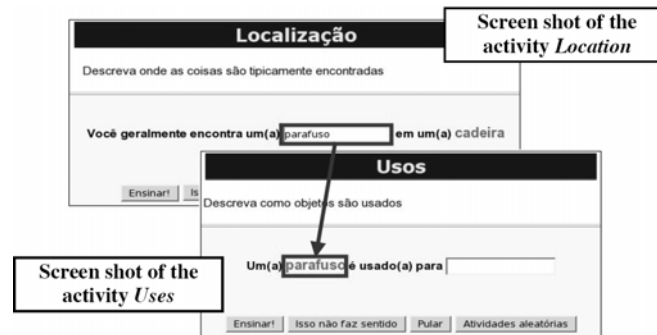 Localização
Screen shot of the
activity Location
Descreva onde as coisas são tipicamente encontradas
Você geralmente encontra um(a) parafuso em um(a) cadeira
Ensinar! Is
Usos
Descreva como objetos são usados
Screen shot of the
activity Uses
Um(a) parafuso é usado(a) para
Ensinar! Isso não faz sentido Pular Atividades aleatórias